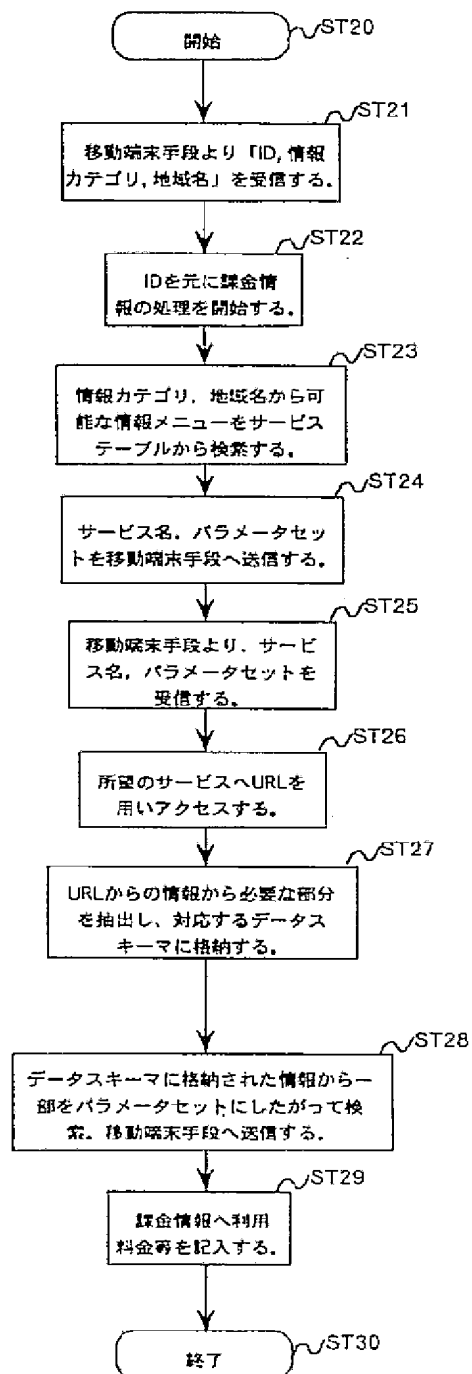 開始
ST20
ST21
移動端末手段より「ID, 情報
カテゴリ, 地域名」を受信する。
ST22
IDを元に課金情
報の処理を開始する。
ST23
情報カテゴリ, 地域名から可
能な情報メニューをサービス
テーブルから検索する。
ST24
サービス名, パラメータセッ
トを移動端末手段へ送信する。
ST25
移動端末手段より、サービ
ス名, パラメータセットを
受信する。
ST26
所望のサービスへURLを
用いアクセスする。
ST27
URLからの情報から必要な部分
を抽出し、対応するデータス
キーマに格納する。
ST28
データスキーマに格納された情報から一
部をパラメータセットにしたがって検
索。移動端末手段へ送信する。
ST29
課金情報へ利用
料金等を記入する。
終了
ST30